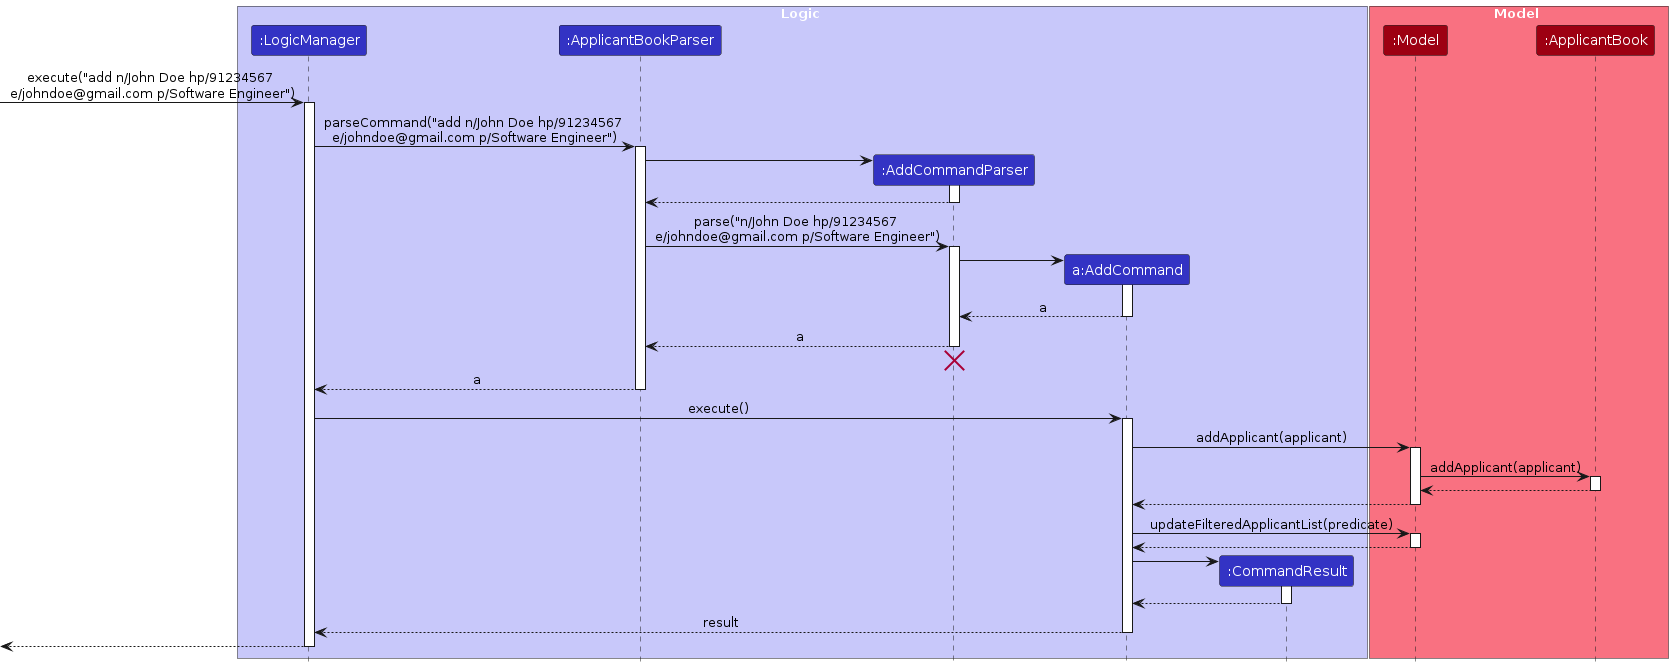 Logic
Model
:LogicManager
:ApplicantBookParser
:Model
:ApplicantBook
execute("add n/John Doe hp/91234567
e/johndoe@gmail.com p/Software Engineer")
parseCommand("add n/John Doe hp/91234567
e/johndoe@gmail.com p/Software Engineer")
:AddCommandParser
parse("n/John Doe hp/91234567
e/johndoe@gmail.com p/Software Engineer")
a:AddCommand
a
a
a
execute()
addApplicant(applicant)
addApplicant(applicant)
updateFilteredApplicantList(predicate)
:CommandResult
result